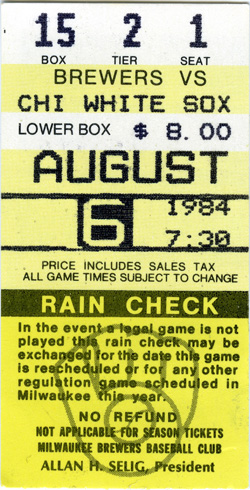 15 2 1
BOX TIER SEAT
BREWERS VS
CHI WHITE SOX
LOWER BOX $ 8.00
AUGUST
6 1984
7:30
PRICE INCLUDES SALES TAX
ALL GAME TIMES SUBJECT TO CHANGE
RAIN CHECK
In the event a legal game is not
played this rain check may be
exchanged for the date this game
is rescheduled or for any other
regulation game scheduled in
Milwaukee this year.
NO REFUND
NOT APPLICABLE FOR SEASON TICKETS
MILWAUKEE BREWERS BASEBALL CLUB
ALLAN H. SELIG, President